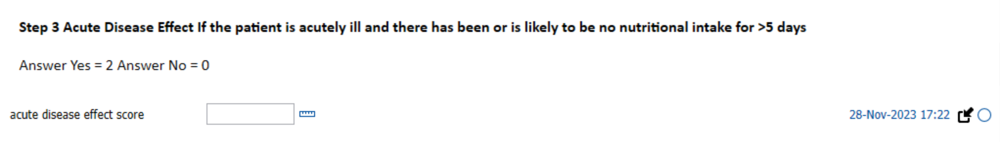 Step 3 Acute Disease Effect If the patient is acutely ill and there has been or is likely to be no nutritional intake for >5 days
Answer Yes = 2 Answer No = 0
acute disease effect score 28-Nov-2023 17:22